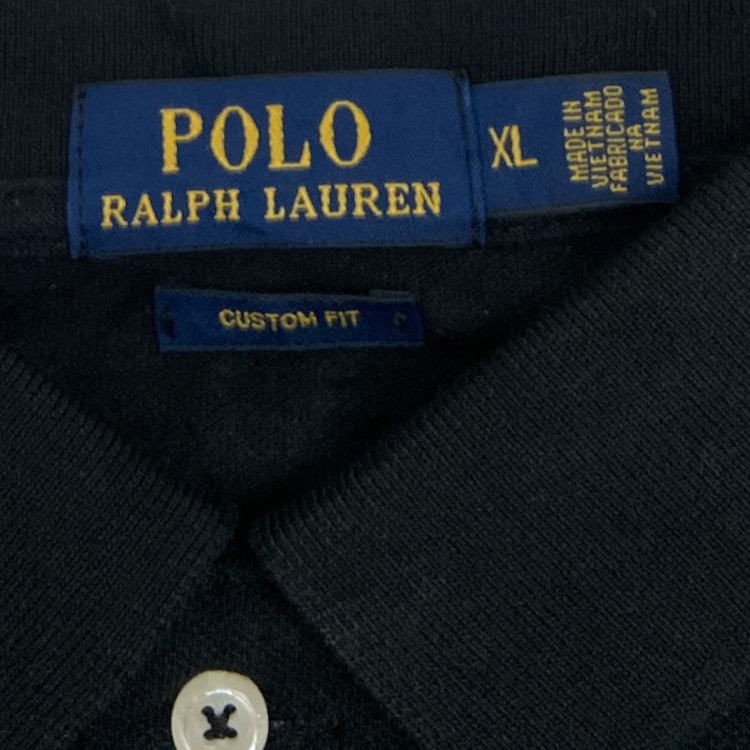 POLO
RALPH LAUREN
XL
MADE IN
VIETNAM
FABRICADO
NA
VIETNAM
CUSTOM FIT